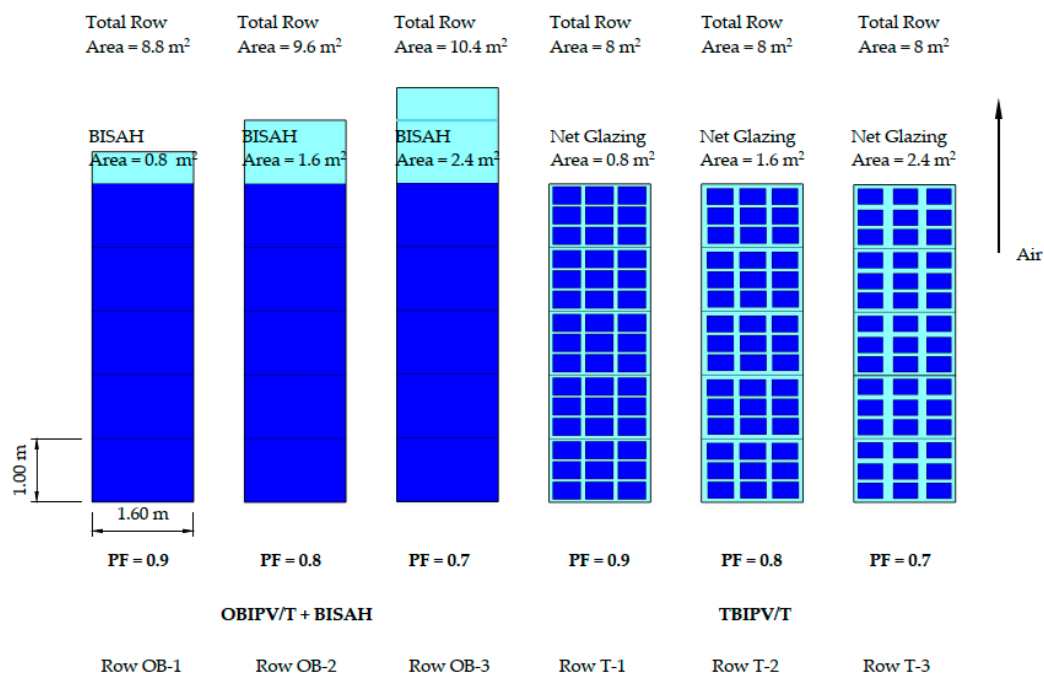 Total Row
Area = 8.8 m²
Total Row
Area = 9.6 m²
Total Row
Area = 10.4 m²
Total Row
Area = 8 m²
Total Row
Area = 8 m²
Total Row
Area = 8 m²
BISAH
Area = 0.8 m²
BISAH
Area = 1.6 m²
BISAH
Area = 2.4 m²
Net Glazing
Area = 0.8 m²
Net Glazing
Area = 1.6 m²
Net Glazing
Area = 2.4 m²
Air
1.00 m
1.60 m
PF = 0.9
PF = 0.8
PF = 0.7
PF = 0.9
PF = 0.8
PF = 0.7
OBIPV/T + BISAH
TBIPV/T
Row OB-1
Row OB-2
Row OB-3
Row T-1
Row T-2
Row T-3